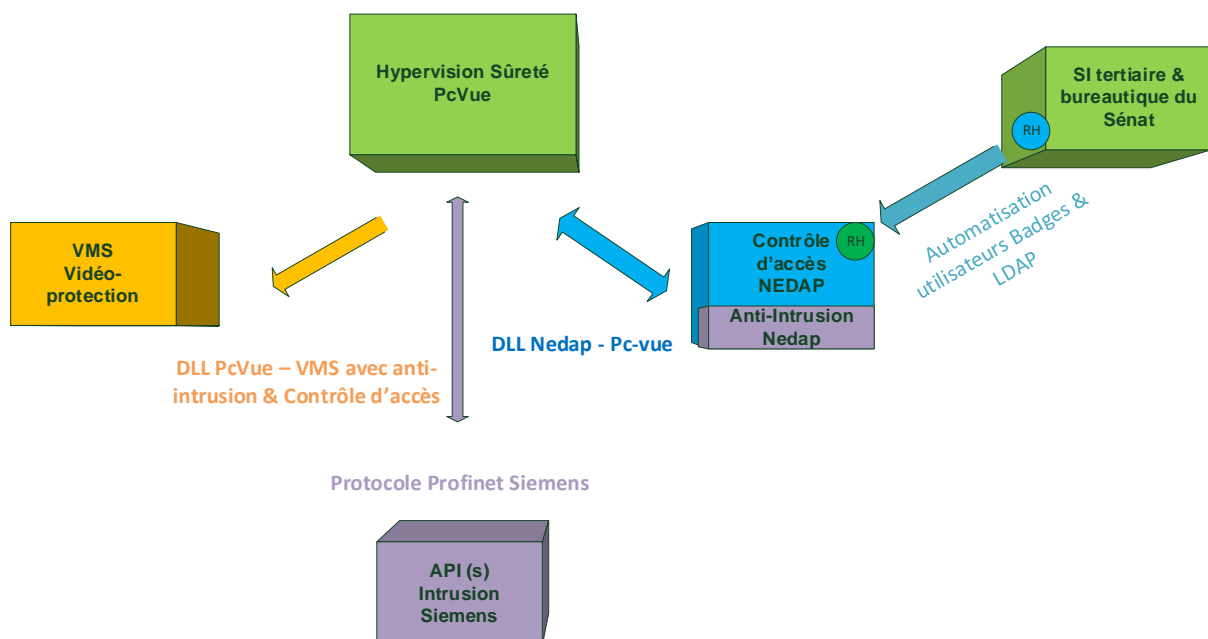 Hypervision Sûreté
PcVue
SI tertiaire &
bureautique du
Sénat
RH
VMS
Vidéo-
protection
Contrôle
d'accès
NEDAP
RH
Anti-Intrusion
Nedap
Automatisation
utilisateurs Badges &
LDAP
DLL Nedap - Pc-vue
DLL PcVue – VMS avec anti-
intrusion & Contrôle d'accès
Protocole Profinet Siemens
API (s)
Intrusion
Siemens